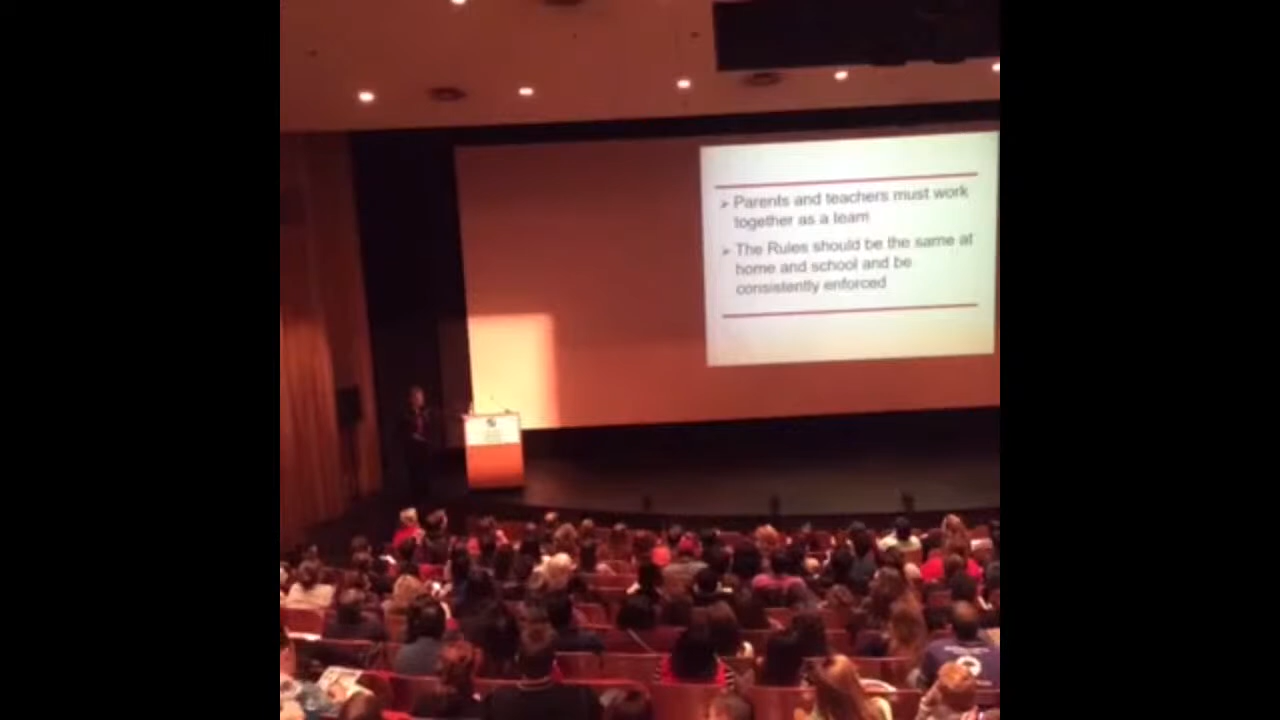 ➢ Parents and teachers must work
together as a team
➢ The Rules should be the same at
home and school and be
consistently enforced